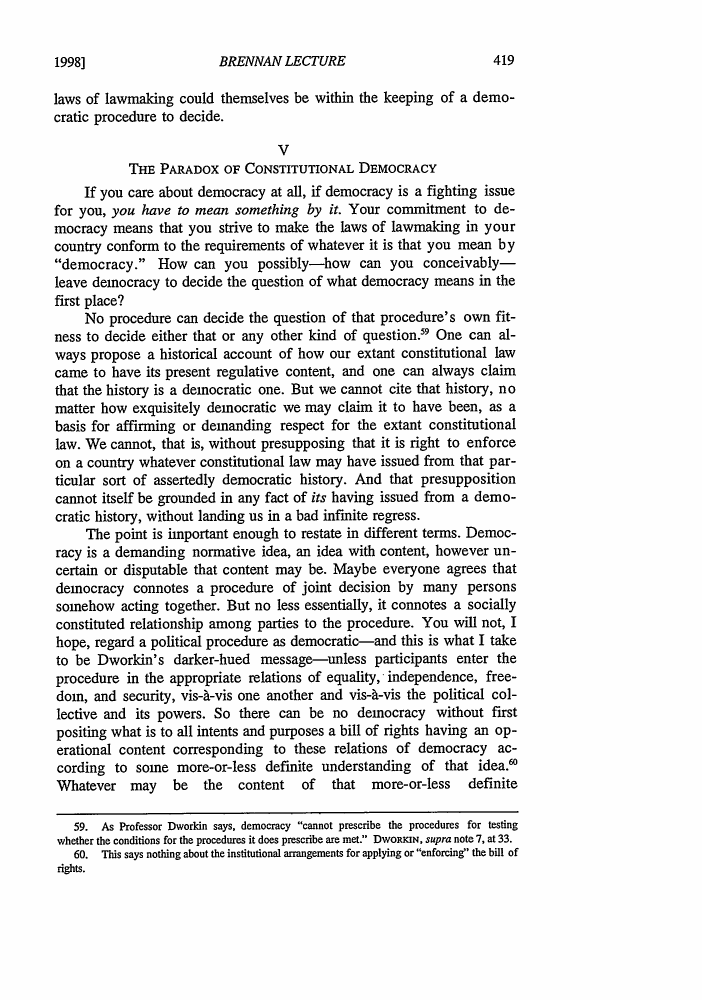 1998] BRENNAN LECTURE 419
laws of lawmaking could themselves be within the keeping of a demo-
cratic procedure to decide.
V
THE PARADOX OF CONSTITUTIONAL DEMOCRACY
If you care about democracy at all, if democracy is a fighting issue
for you, you have to mean something by it. Your commitment to de-
mocracy means that you strive to make the laws of lawmaking in your
country conform to the requirements of whatever it is that you mean by
“democracy.” How can you possibly—how can you conceivably—
leave democracy to decide the question of what democracy means in the
first place?
No procedure can decide the question of that procedure's own fit-
ness to decide either that or any other kind of question.59 One can al-
ways propose a historical account of how our extant constitutional law
came to have its present regulative content, and one can always claim
that the history is a democratic one. But we cannot cite that history, no
matter how exquisitely democratic we may claim it to have been, as a
basis for affirming or demanding respect for the extant constitutional
law. We cannot, that is, without presupposing that it is right to enforce
on a country whatever constitutional law may have issued from that par-
ticular sort of assertedly democratic history. And that presupposition
cannot itself be grounded in any fact of its having issued from a demo-
cratic history, without landing us in a bad infinite regress.
The point is important enough to restate in different terms. Democ-
racy is a demanding normative idea, an idea with content, however un-
certain or disputable that content may be. Maybe everyone agrees that
democracy connotes a procedure of joint decision by many persons
somehow acting together. But no less essentially, it connotes a socially
constituted relationship among parties to the procedure. You will not, I
hope, regard a political procedure as democratic—and this is what I take
to be Dworkin's darker-hued message—unless participants enter the
procedure in the appropriate relations of equality, independence, free-
dom, and security, vis-à-vis one another and vis-à-vis the political col-
lective and its powers. So there can be no democracy without first
positing what is to all intents and purposes a bill of rights having an op-
erational content corresponding to these relations of democracy ac-
cording to some more-or-less definite understanding of that idea.60
Whatever may be the content of that more-or-less definite
59. As Professor Dworkin says, democracy “cannot prescribe the procedures for testing
whether the conditions for the procedures it does prescribe are met.” DWORKIN, supra note 7, at 33.
60. This says nothing about the institutional arrangements for applying or “enforcing” the bill of
rights.